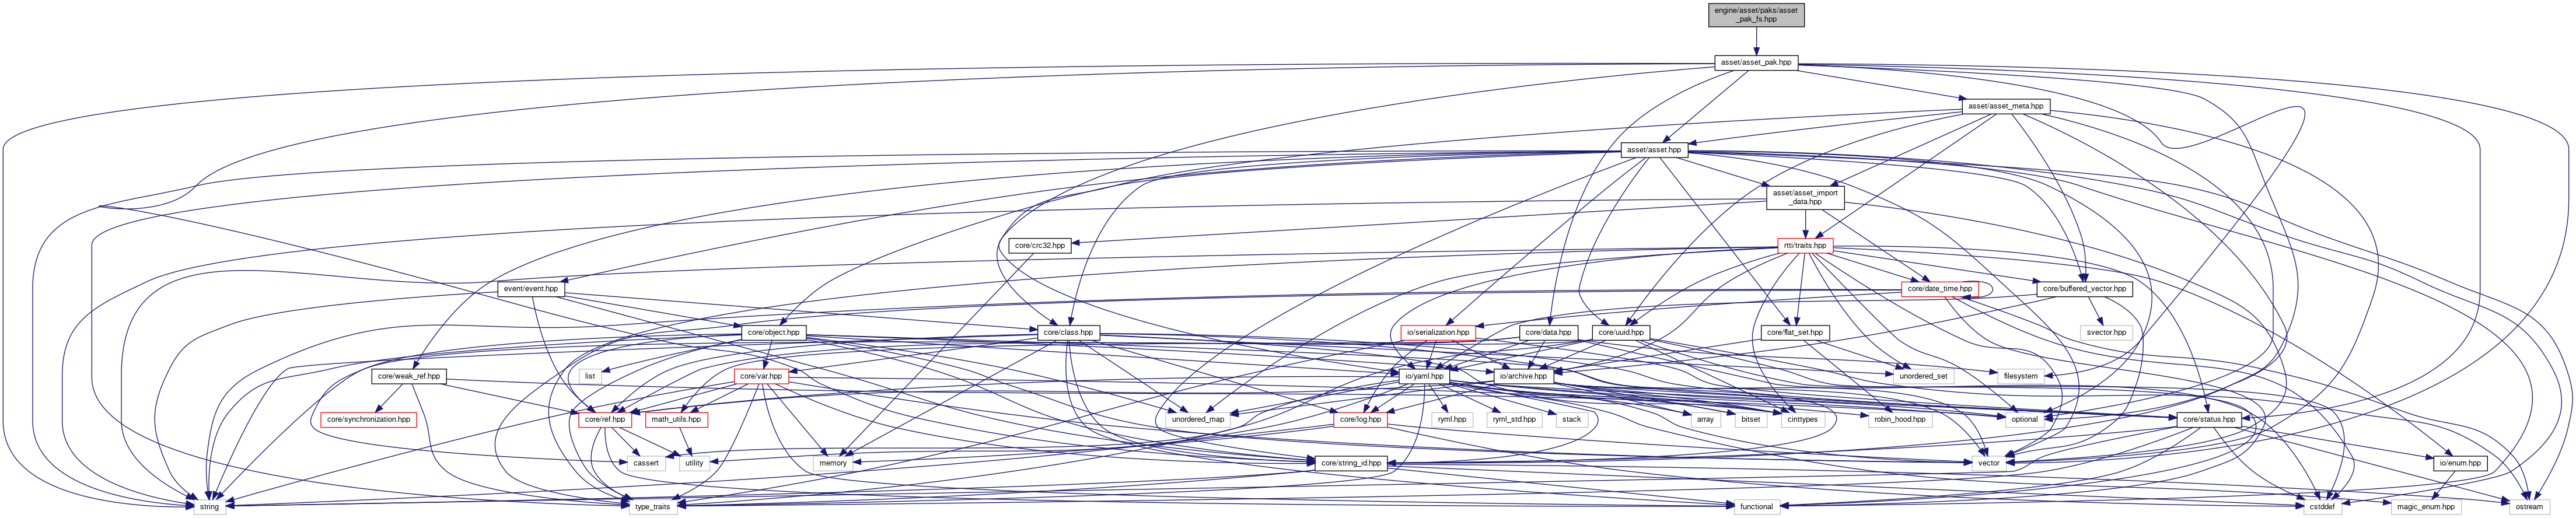 engine/asset/paks/asset
_pak_fs.hpp
asset/asset_pak.hpp
asset/asset_meta.hpp
asset/asset.hpp
asset/asset_import
_data.hpp
core/crc32.hpp
rtti/traits.hpp
event/event.hpp
core/date_time.hpp
core/buffered_vector.hpp
core/object.hpp
core/class.hpp
io/serialization.hpp
core/data.hpp
core/uuid.hpp
core/flat_set.hpp
svector.hpp
core/weak_ref.hpp
list
core/var.hpp
io/yaml.hpp
io/archive.hpp
unordered_set
filesystem
core/synchronization.hpp
core/ref.hpp
math_utils.hpp
unordered_map
core/log.hpp
ryml.hpp
ryml_std.hpp
stack
array
bitset
cinttypes
robin_hood.hpp
optional
core/status.hpp
cassert
utility
memory
core/string_id.hpp
vector
io/enum.hpp
string
type_traits
functional
cstddef
magic_enum.hpp
ostream